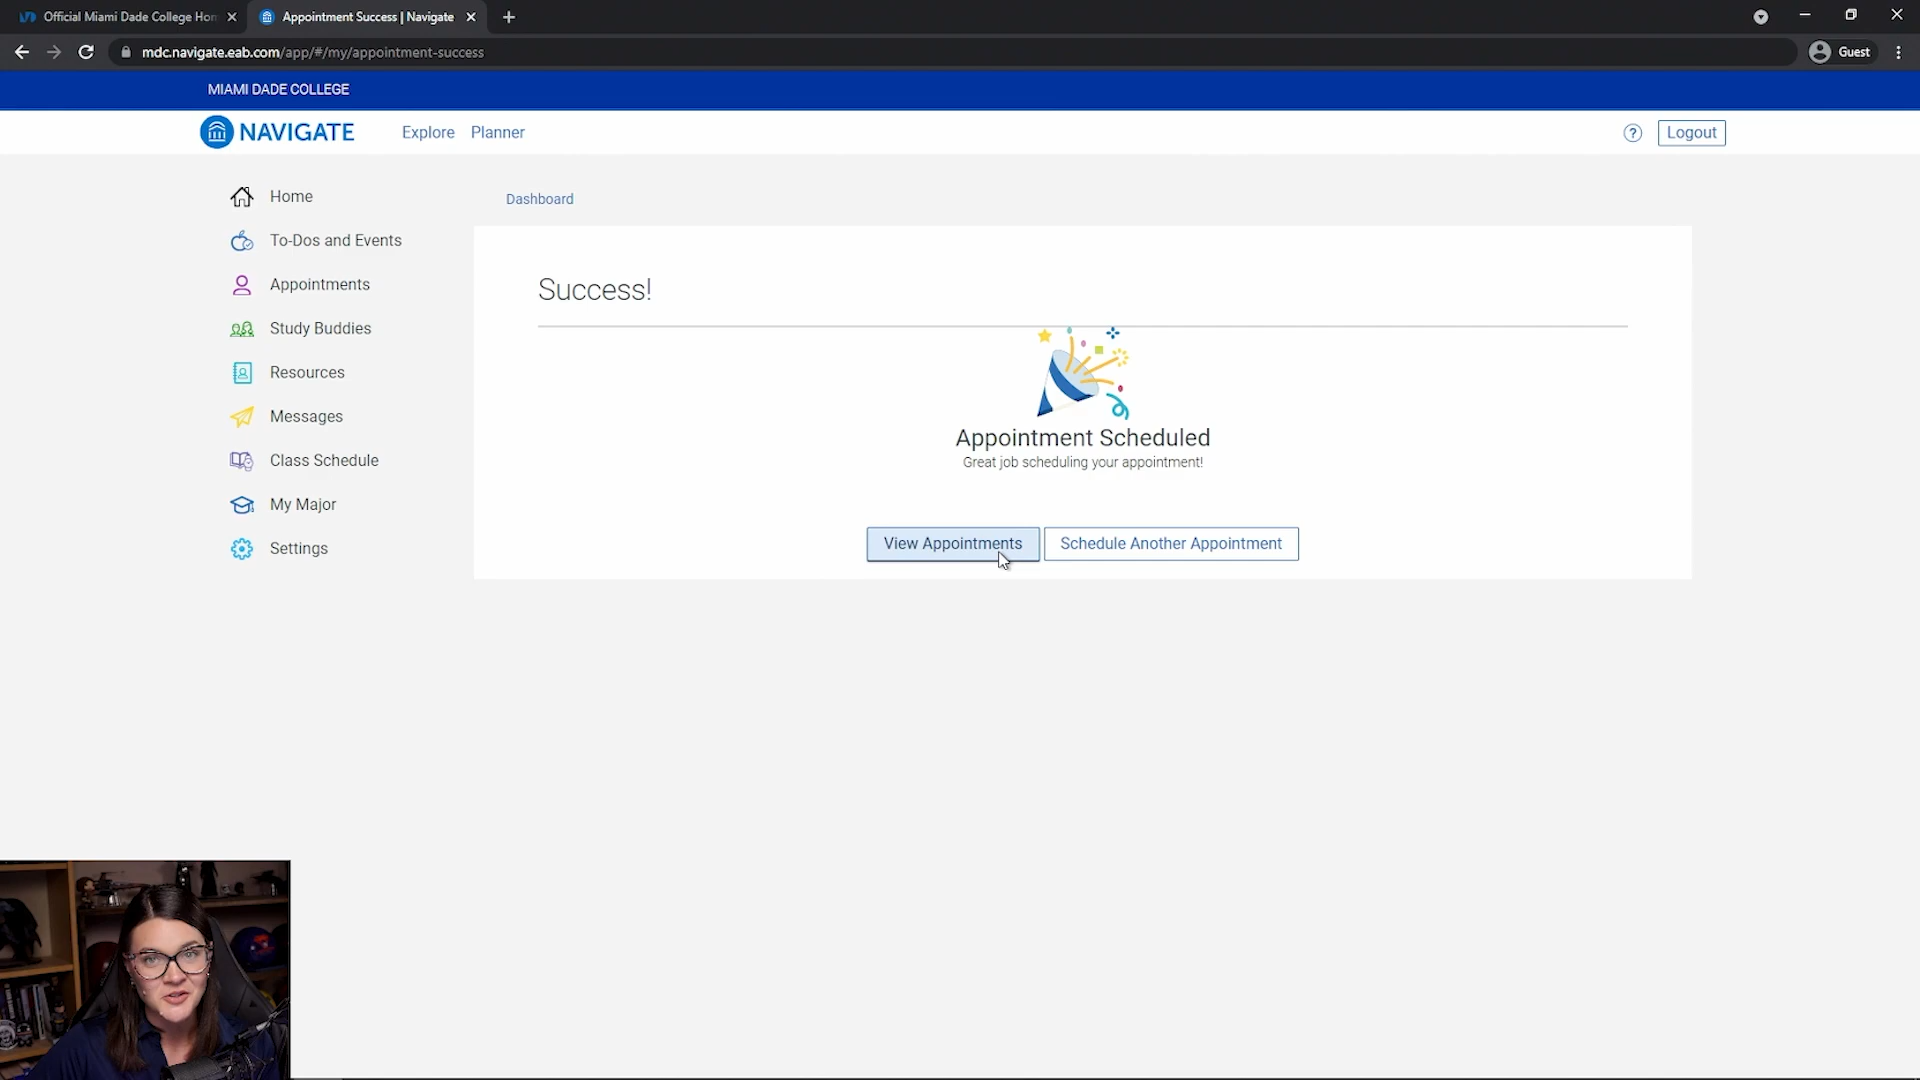 Official Miami Dade College Hon
Appointment Success | Navigate
mdc.navigate.eab.com/app/#/my/appointment-success
Guest
MIAMI DADE COLLEGE
NAVIGATE
Explore
Planner
?
Logout
Home
To-Dos and Events
Appointments
Study Buddies
Resources
Messages
Class Schedule
My Major
Settings
Dashboard
Success!
Appointment Scheduled
Great job scheduling your appointment!
View Appointments
Schedule Another Appointment